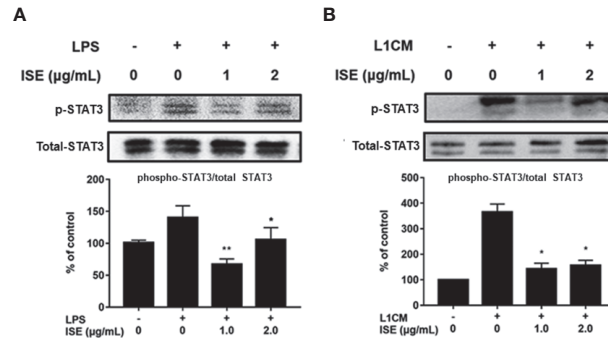 A
LPS - + + +
ISE (µg/mL) 0 0 1 2
p-STAT3
Total-STAT3
phospho-STAT3/total STAT3
% of control
200
150
100
50
0
** *
LPS - + + +
ISE (µg/mL) 0 0 1.0 2.0
B
L1CM - + + +
ISE (µg/mL) 0 0 1 2
p-STAT3
Total-STAT3
phospho-STAT3/total STAT3
% of control
500
400
300
200
100
0
* *
L1CM - + + +
ISE (µg/mL) 0 0 1.0 2.0